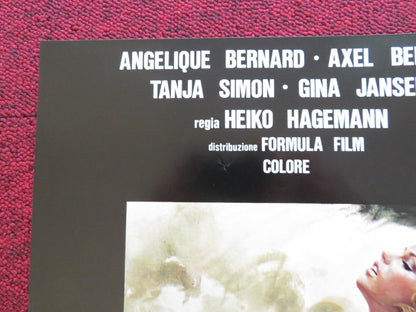 ANGELIQUE BERNARD · AXEL
TANJA SIMON · GINA
regia HEIKO HAGEMANN
distribuzione FORMULA FILM
COLORE